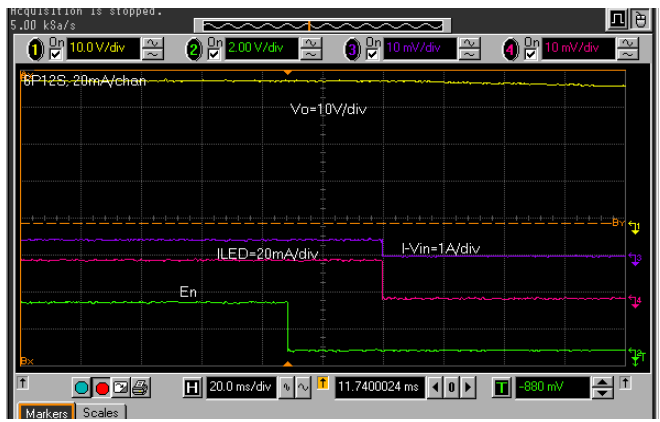 Acquisition is stopped.
5.00 kSa/s
1 On 10.0 V/div 2 On 2.00 V/div 3 On 10 mV/div 4 On 10 mV/div
6P12S, 20mA/chan
Vo=10V/div
ILED=20mA/div
I-Vin=1A/div
En
Bx
H 20.0 ms/div 11.7400024 ms 0 T -880 mV
Markers Scales